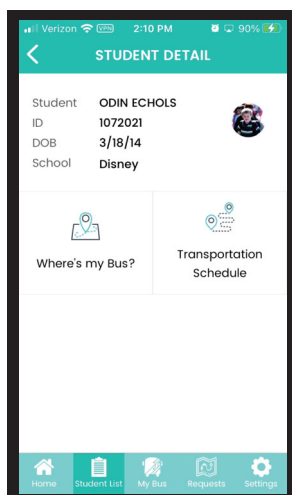 Verizon VPN 2:10 PM 90%
STUDENT DETAIL
Student ODIN ECHOLS
ID 1072021
DOB 3/18/14
School Disney
Where's my Bus?
Transportation
Schedule
Home Student List My Bus Requests Settings